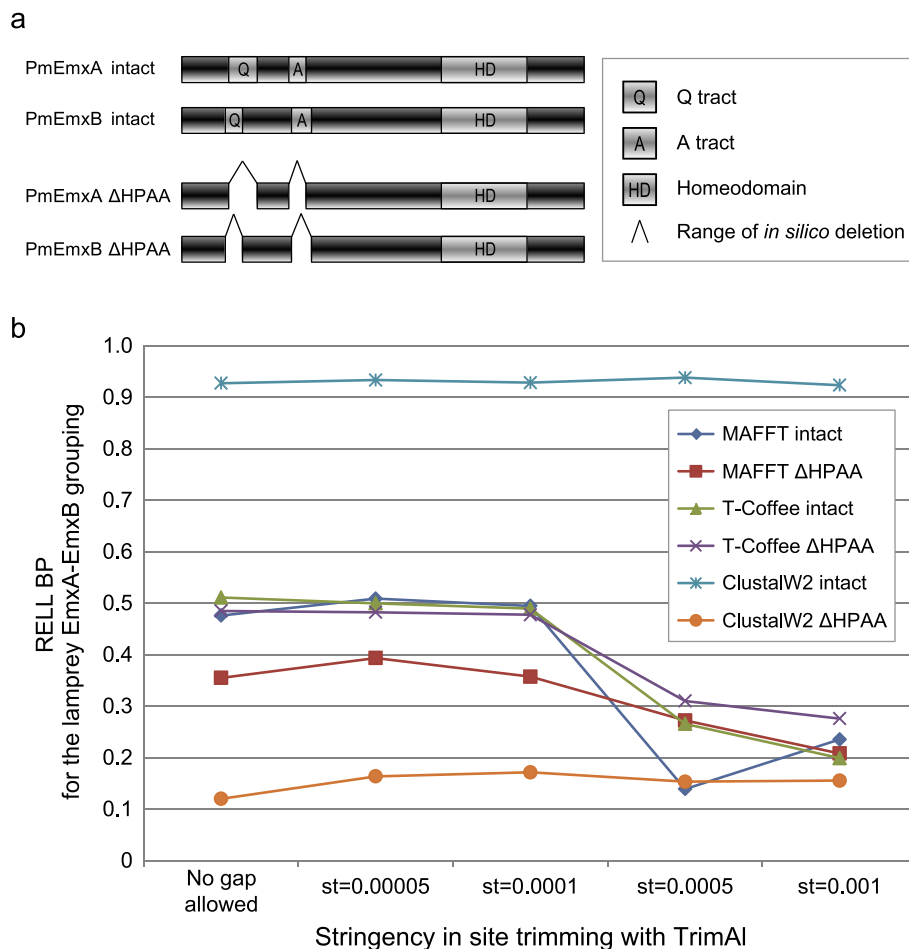 a
PmEmxA intact
Q
A
HD
PmEmxB intact
Q
A
HD
PmEmxA ΔHPAA
HD
PmEmxB ΔHPAA
HD
Q
Q tract
A
A tract
HD
Homeodomain
Range of in silico deletion
b
RELL BP
for the lamprey EmxA-EmxB grouping
1.0
0.9
0.8
0.7
0.6
0.5
0.4
0.3
0.2
0.1
0
MAFFT intact
MAFFT ΔHPAA
T-Coffee intact
T-Coffee ΔHPAA
ClustalW2 intact
ClustalW2 ΔHPAA
No gap
allowed
st=0.00005
st=0.0001
st=0.0005
st=0.001
Stringency in site trimming with TrimAl